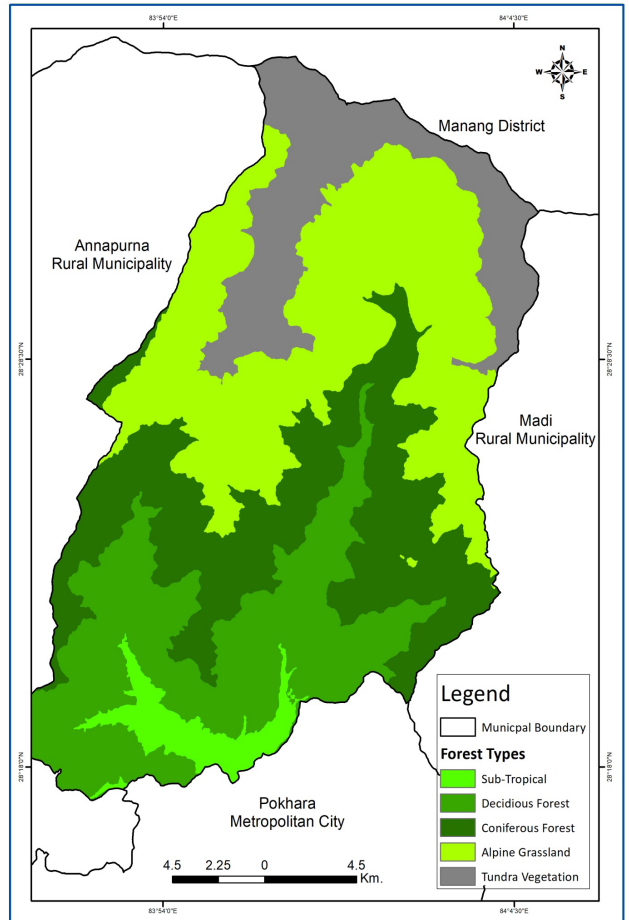 83°54'0"E
84°4'30"E
N
W
E
S
Manang District
Annapurna
Rural Municipality
28°28'30"N
28°28'30"N
Madi
Rural Municipality
Legend
Municpal Boundary
Forest Types
Sub-Tropical
Decidious Forest
Coniferous Forest
Alpine Grassland
Tundra Vegetation
28°18'0"N
28°18'0"N
Pokhara
Metropolitan City
4.5
2.25
0
4.5
Km.
83°54'0"E
84°4'30"E